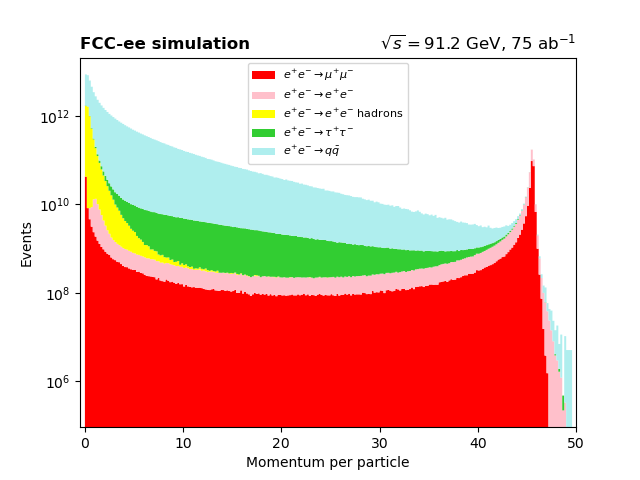 FCC-ee simulation
√s = 91.2 GeV, 75 ab⁻¹
e⁺e⁻ → μ⁺μ⁻
e⁺e⁻ → e⁺e⁻
e⁺e⁻ → e⁺e⁻ hadrons
e⁺e⁻ → τ⁺τ⁻
e⁺e⁻ → qq̄
Events
10¹²
10¹⁰
10⁸
10⁶
0 10 20 30 40 50
Momentum per particle